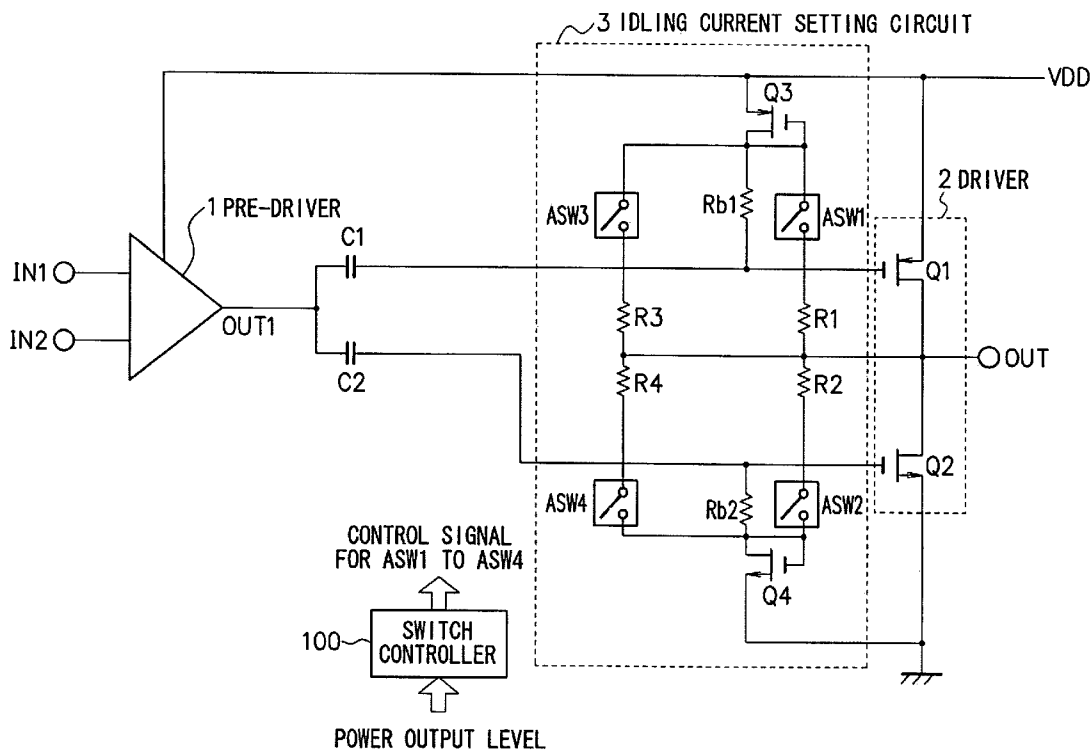 3 IDLING CURRENT SETTING CIRCUIT
VDD
Q3
2 DRIVER
1 PRE-DRIVER
ASW3
Rb1
ASW1
C1
IN1
Q1
OUT1
R3
R1
IN2
OUT
C2
R4
R2
Q2
ASW4
Rb2
ASW2
CONTROL SIGNAL
FOR ASW1 TO ASW4
Q4
100
SWITCH
CONTROLLER
POWER OUTPUT LEVEL